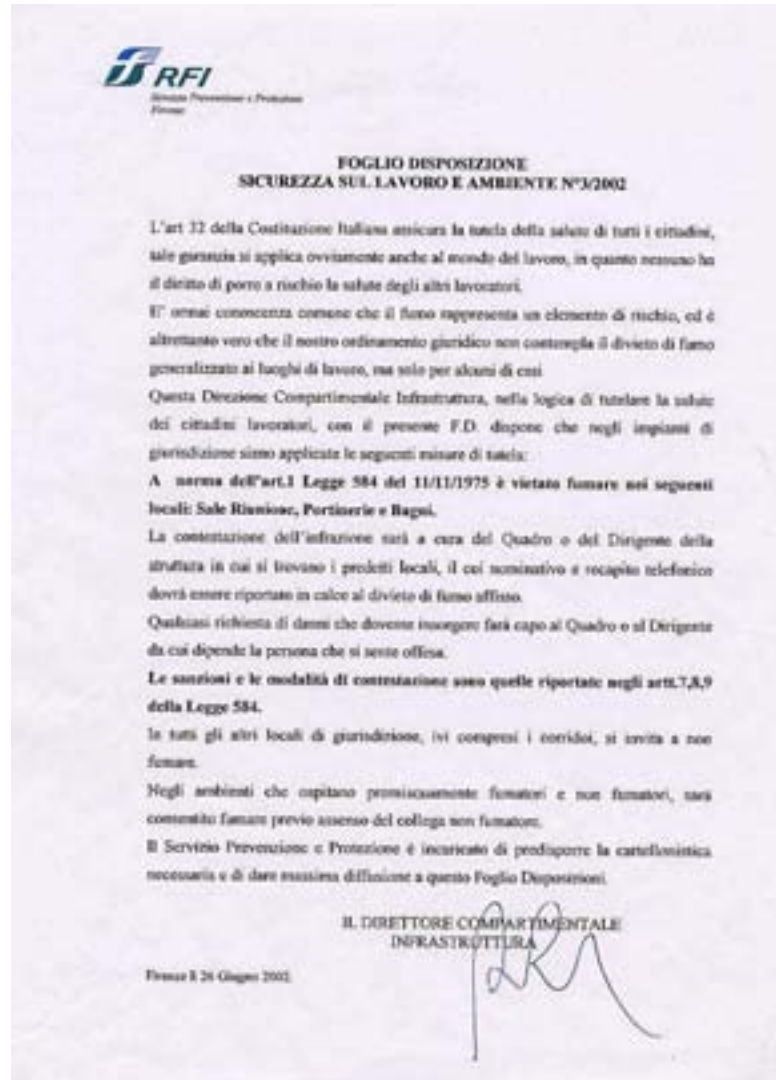 RFI
Servizio Prevenzione e Protezione
Firenze
FOGLIO DISPOSIZIONE
SICUREZZA SUL LAVORO E AMBIENTE N°3/2002
L'art 32 della Costituzione Italiana assicura la tutela della salute di tutti i cittadini,
tale garanzia si applica ovviamente anche al mondo del lavoro, in quanto nessuno ha
il diritto di porre a rischio la salute degli altri lavoratori.
E' ormai conoscenza comune che il fumo rappresenta un elemento di rischio, ed è
altrettanto vero che il nostro ordinamento giuridico non contempla il divieto di fumo
generalizzato ai luoghi di lavoro, ma solo per alcuni di essi
Questa Direzione Compartimentale Infrastruttura, nella logica di tutelare la salute
dei cittadini lavoratori, con il presente F.D. dispone che negli impianti di
giurisdizione siano applicate le seguenti misure di tutela:
A norma dell'art.1 Legge 584 del 11/11/1975 è vietato fumare nei seguenti
locali: Sale Riunione, Portinerie e Bagni.
La contestazione dell'infrazione sarà a cura del Quadro o del Dirigente della
struttura in cui si trovano i predetti locali, il cui nominativo e recapito telefonico
dovrà essere riportato in calce al divieto di fumo affisso.
Qualsiasi richiesta di danni che dovesse insorgere farà capo al Quadro o al Dirigente
da cui dipende la persona che si sente offesa.
Le sanzioni e le modalità di contestazione sono quelle riportate negli artt.7,8,9
della Legge 584.
In tutti gli altri locali di giurisdizione, ivi compresi i corridoi, si invita a non
fumare.
Negli ambienti che ospitano promiscuamente fumatori e non fumatori, sarà
consentito fumare previo assenso del collega non fumatore.
Il Servizio Prevenzione e Protezione è incaricato di predisporre la cartellonistica
necessaria e di dare massima diffusione a questo Foglio Disposizioni.
IL DIRETTORE COMPARTIMENTALE
INFRASTRUTTURA
Firenze li 26 Giugno 2002